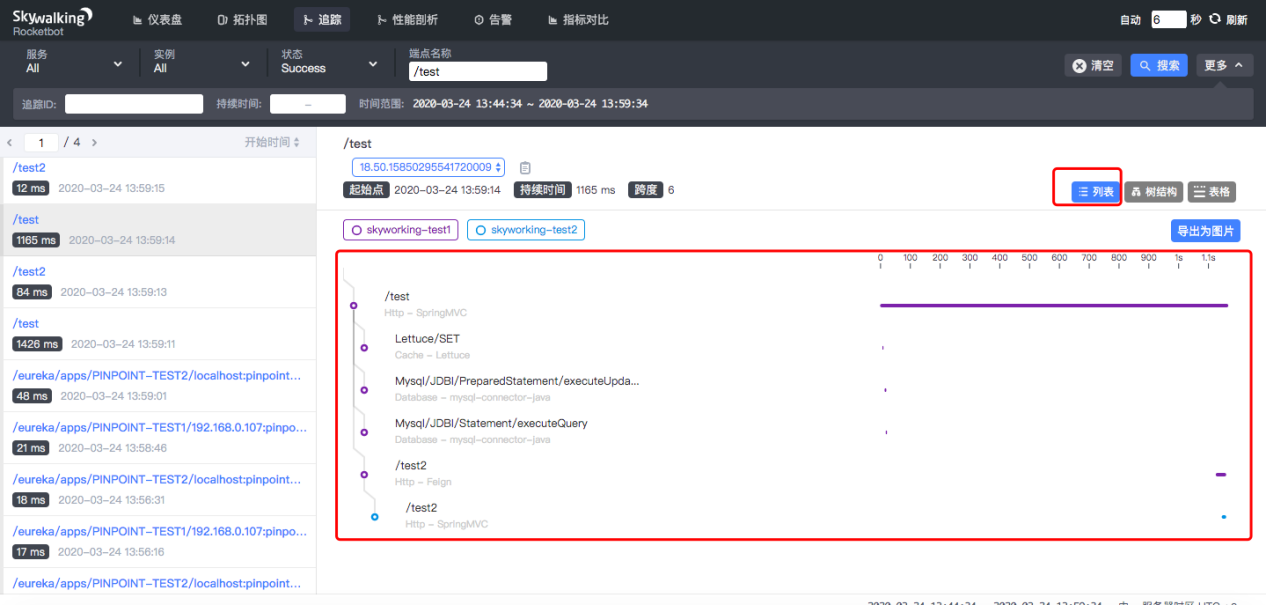 Skywalking
Rocketbot
仪表盘 拓扑图 追踪 性能剖析 告警 指标对比
自动 6 秒 刷新
服务 All 实例 All 状态 Success 端点名称 /test
清空 搜索 更多
追踪ID: 持续时间: – 时间范围: 2020-03-24 13:44:34 ~ 2020-03-24 13:59:34
1 / 4 开始时间
/test2
12 ms 2020-03-24 13:59:15
/test
1165 ms 2020-03-24 13:59:14
/test2
84 ms 2020-03-24 13:59:13
/test
1426 ms 2020-03-24 13:59:11
/eureka/apps/PINPOINT-TEST2/localhost:pinpoint...
48 ms 2020-03-24 13:59:01
/eureka/apps/PINPOINT-TEST1/192.168.0.107:pinpo...
21 ms 2020-03-24 13:58:46
/eureka/apps/PINPOINT-TEST2/localhost:pinpoint...
18 ms 2020-03-24 13:56:31
/eureka/apps/PINPOINT-TEST1/192.168.0.107:pinpo...
17 ms 2020-03-24 13:56:16
/eureka/apps/PINPOINT-TEST2/localhost:pinpoint...
/test
18.50.15850295541720009
起始点 2020-03-24 13:59:14 持续时间 1165 ms 跨度 6
列表 树结构 表格
skyworking-test1 skyworking-test2
导出为图片
0 100 200 300 400 500 600 700 800 900 1s 1.1s
/test
Http - SpringMVC
Lettuce/SET
Cache - Lettuce
Mysql/JDBI/PreparedStatement/executeUpda...
Database - mysql-connector-java
Mysql/JDBI/Statement/executeQuery
Database - mysql-connector-java
/test2
Http - Feign
/test2
Http - SpringMVC